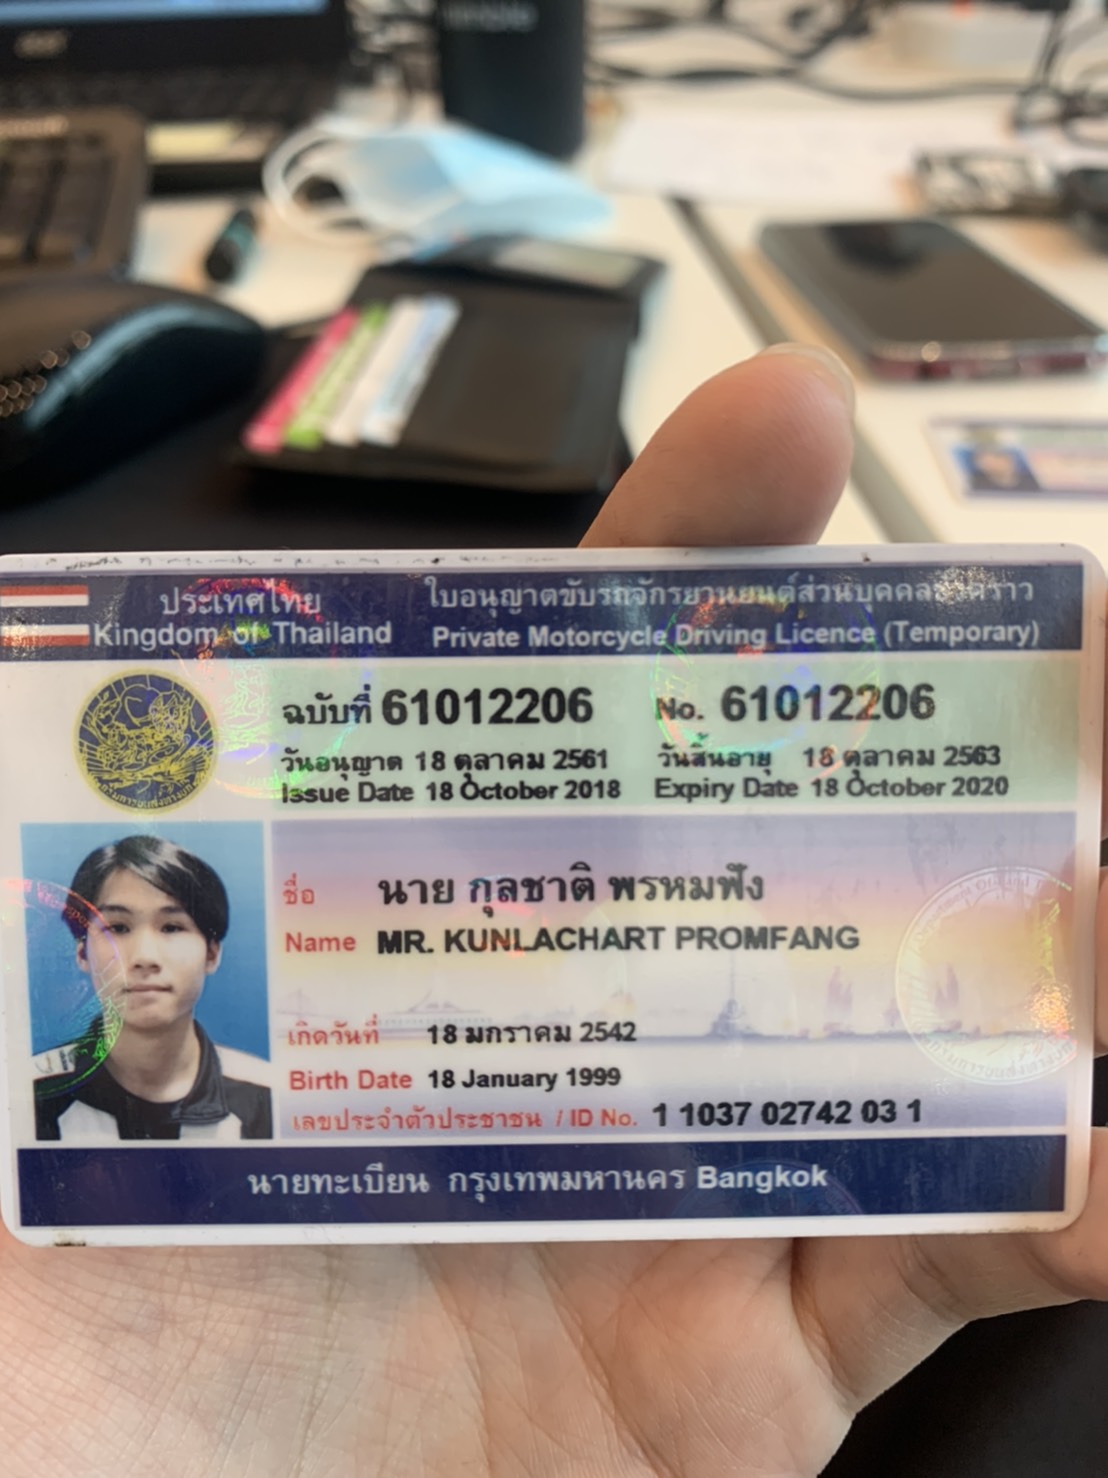 acer
ประเทศไทย
Kingdom of Thailand
ใบอนุญาตขับรถจักรยานยนต์ส่วนบุคคลชั่วคราว
Private Motorcycle Driving Licence (Temporary)
ฉบับที่ 61012206
No. 61012206
วันอนุญาต 18 ตุลาคม 2561
วันสิ้นอายุ 18 ตุลาคม 2563
Issue Date 18 October 2018
Expiry Date 18 October 2020
ชื่อ นาย กุลชาติ พรหมฟัง
Name MR. KUNLACHART PROMFANG
เกิดวันที่ 18 มกราคม 2542
Birth Date 18 January 1999
เลขประจำตัวประชาชน / ID No. 1 1037 02742 03 1
นายทะเบียน กรุงเทพมหานคร Bangkok